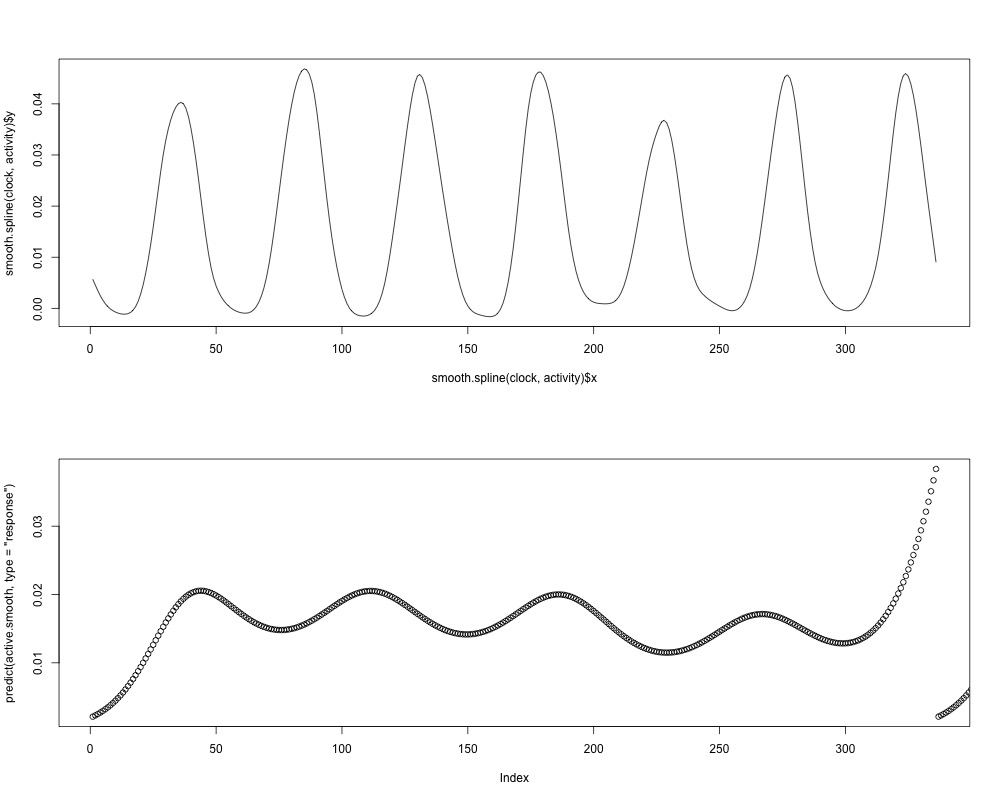 smooth.spline(clock, activity)$y
0.04
0.03
0.02
0.01
0.00
0 50 100 150 200 250 300
smooth.spline(clock, activity)$x
predict(active.smooth, type = "response")
0.03
0.02
0.01
0 50 100 150 200 250 300
Index